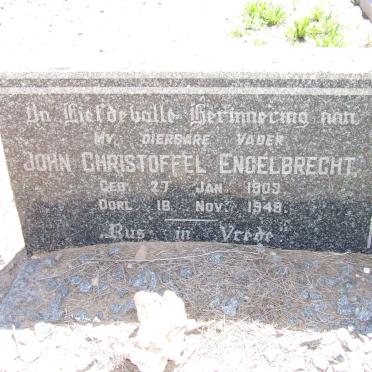 In Liefdevolle Herinnering aan
MY DIERBARE VADER
JOHN CHRISTOFFEL ENGELBRECHT
GEB. 27 JAN. 1903
OORL. 18 NOV. 1948.
"Rus in Vrede"